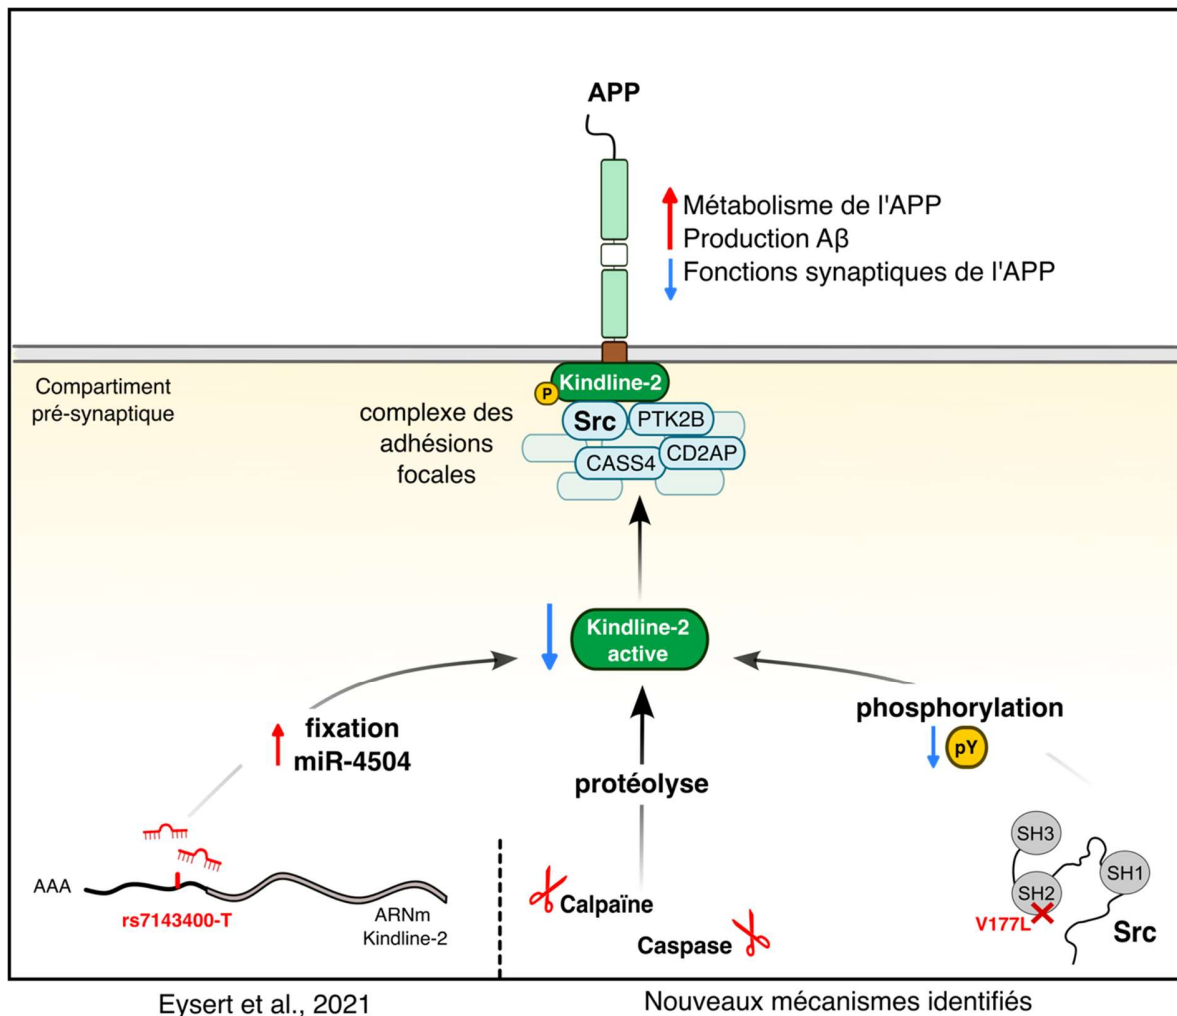 APP
Métabolisme de l'APP
Production Aβ
Fonctions synaptiques de l'APP
Compartiment
pré-synaptique
complexe des
adhésions
focales
P
Kindline-2
Src
PTK2B
CASS4
CD2AP
Kindline-2
active
fixation
miR-4504
protéolyse
phosphorylation
pY
AAA
rs7143400-T
ARNm
Kindline-2
Calpaïne
Caspase
SH3
SH2
SH1
V177L
Src
Eysert et al., 2021
Nouveaux mécanismes identifiés